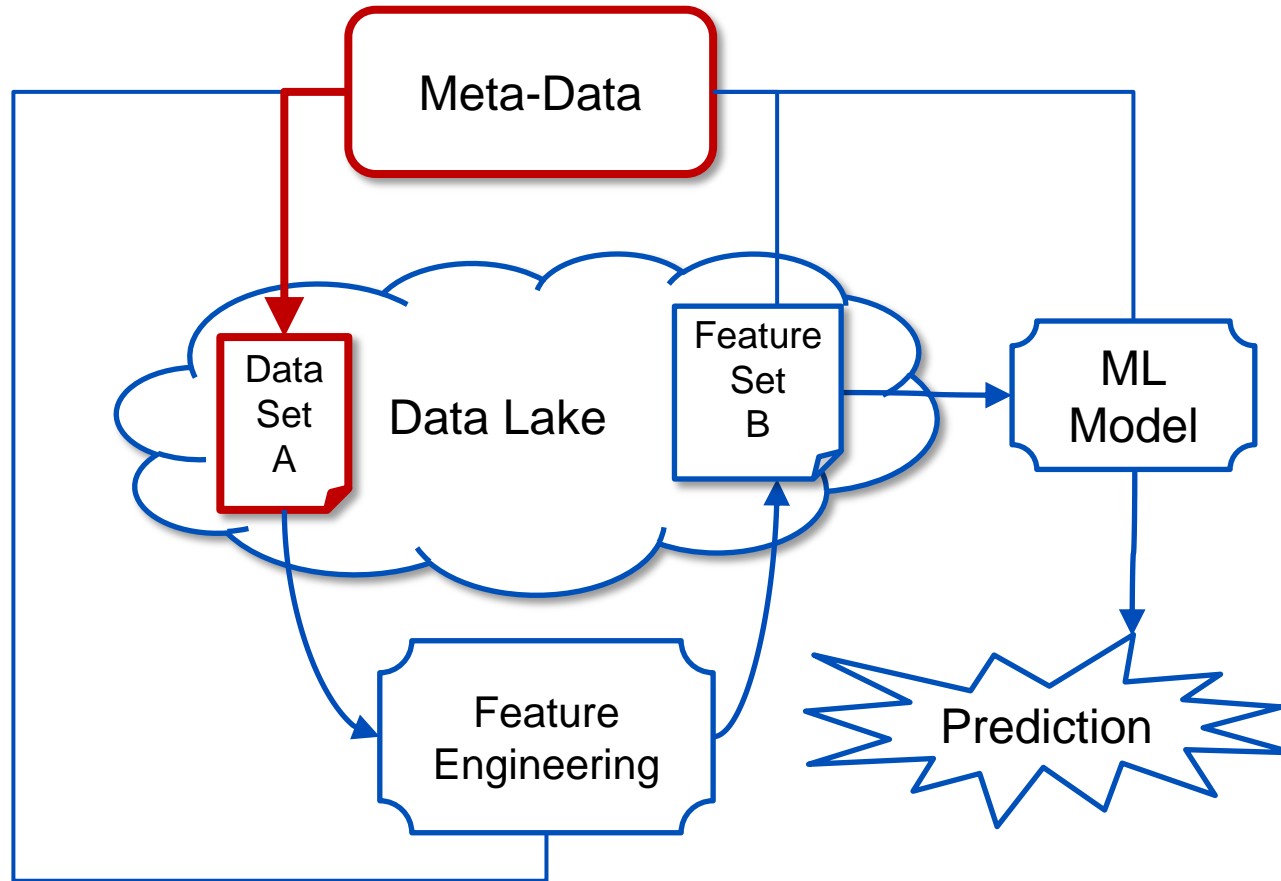 Meta-Data
Data
Set
A
Data Lake
Feature
Set
B
ML
Model
Feature
Engineering
Prediction